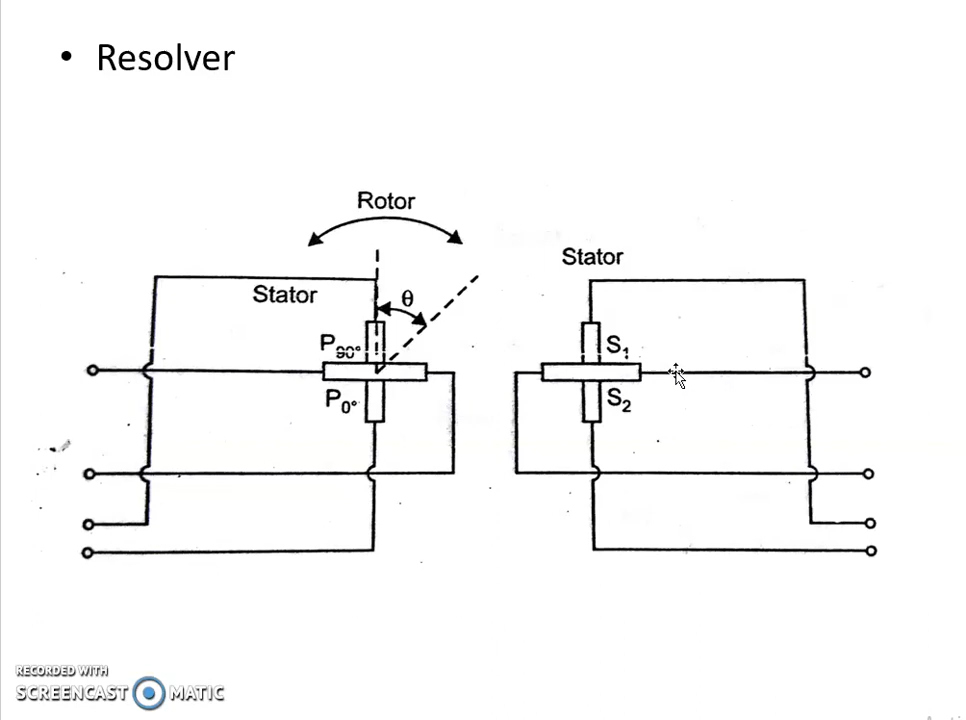 • Resolver
Rotor
Stator
Stator
θ
P90°
S1
P0°
S2
RECORDED WITH
SCREENCAST MATIC